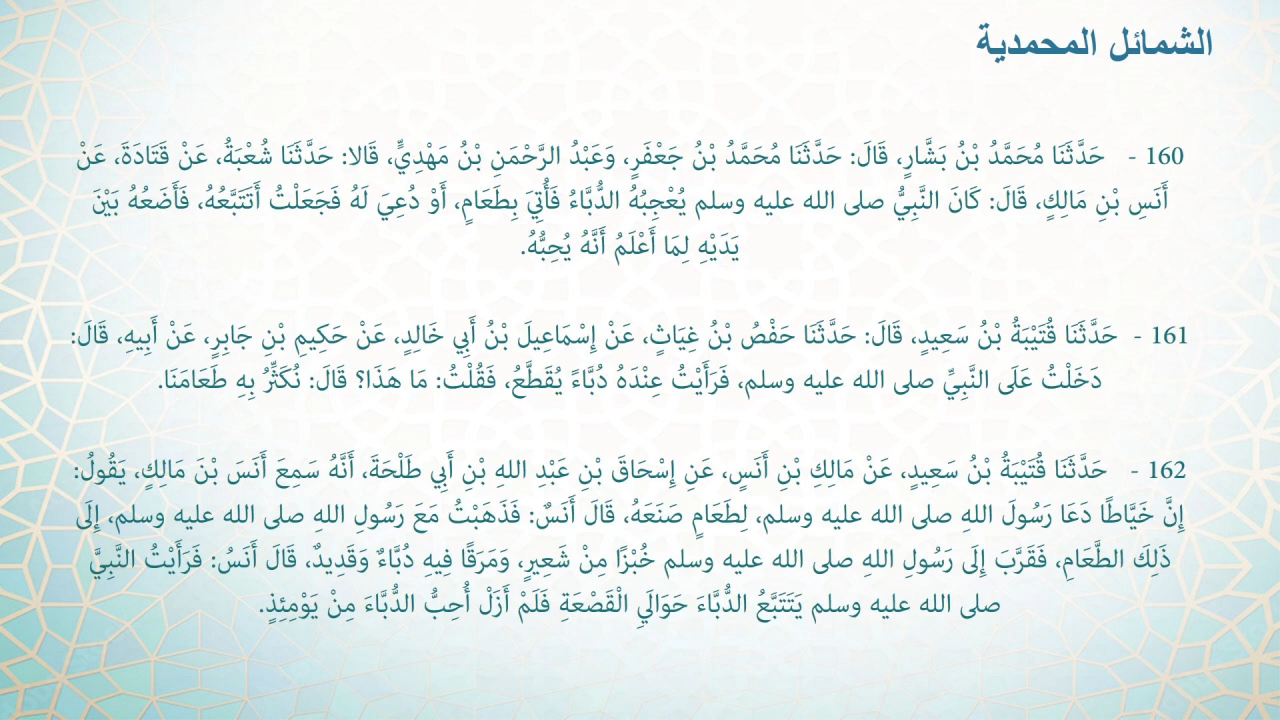 الشمائل المحمدية
160 - حَدَّثَنَا مُحَمَّدُ بْنُ بَشَّارٍ، قَالَ: حَدَّثَنَا مُحَمَّدُ بْنُ جَعْفَرٍ، وَعَبْدُ الرَّحْمَنِ بْنُ مَهْدِيٍّ، قَالا: حَدَّثَنَا شُعْبَةُ، عَنْ قَتَادَةَ، عَنْ
أَنَسِ بْنِ مَالِكٍ، قَالَ: كَانَ النَّبِيُّ صلى الله عليه وسلم يُعْجِبُهُ الدُّبَّاءُ فَأُتِيَ بِطَعَامٍ، أَوْ دُعِيَ لَهُ فَجَعَلْتُ أَتَتَبَّعُهُ، فَأَضَعُهُ بَيْنَ
يَدَيْهِ لِمَا أَعْلَمُ أَنَّهُ يُحِبُّهُ.
161 - حَدَّثَنَا قُتَيْبَةُ بْنُ سَعِيدٍ، قَالَ: حَدَّثَنَا حَفْصُ بْنُ غِيَاثٍ، عَنْ إِسْمَاعِيلَ بْنُ أَبِي خَالِدٍ، عَنْ حَكِيمِ بْنِ جَابِرٍ، عَنْ أَبِيهِ، قَالَ:
دَخَلْتُ عَلَى النَّبِيِّ صلى الله عليه وسلم، فَرَأَيْتُ عِنْدَهُ دُبَّاءً يُقَطَّعُ، فَقُلْتُ: مَا هَذَا؟ قَالَ: نُكَثِّرُ بِهِ طَعَامَنَا.
162 - حَدَّثَنَا قُتَيْبَةُ بْنُ سَعِيدٍ، عَنْ مَالِكِ بْنِ أَنَسٍ، عَنِ إِسْحَاقَ بْنِ عَبْدِ اللهِ بْنِ أَبِي طَلْحَةَ، أَنَّهُ سَمِعَ أَنَسَ بْنَ مَالِكٍ، يَقُولُ:
إِنَّ خَيَّاطًا دَعَا رَسُولَ اللهِ صلى الله عليه وسلم، لِطَعَامٍ صَنَعَهُ، قَالَ أَنَسٌ: فَذَهَبْتُ مَعَ رَسُولِ اللهِ صلى الله عليه وسلم، إِلَى
ذَلِكَ الطَّعَامِ، فَقَرَّبَ إِلَى رَسُولِ اللهِ صلى الله عليه وسلم خُبْزًا مِنْ شَعِيرٍ، وَمَرَقًا فِيهِ دُبَّاءٌ وَقَدِيدٌ، قَالَ أَنَسُ: فَرَأَيْتُ النَّبِيَّ
صلى الله عليه وسلم يَتَتَبَّعُ الدُّبَّاءَ حَوَالَيِ الْقَصْعَةِ فَلَمْ أَزَلْ أُحِبُّ الدُّبَّاءَ مِنْ يَوْمِئِذٍ.